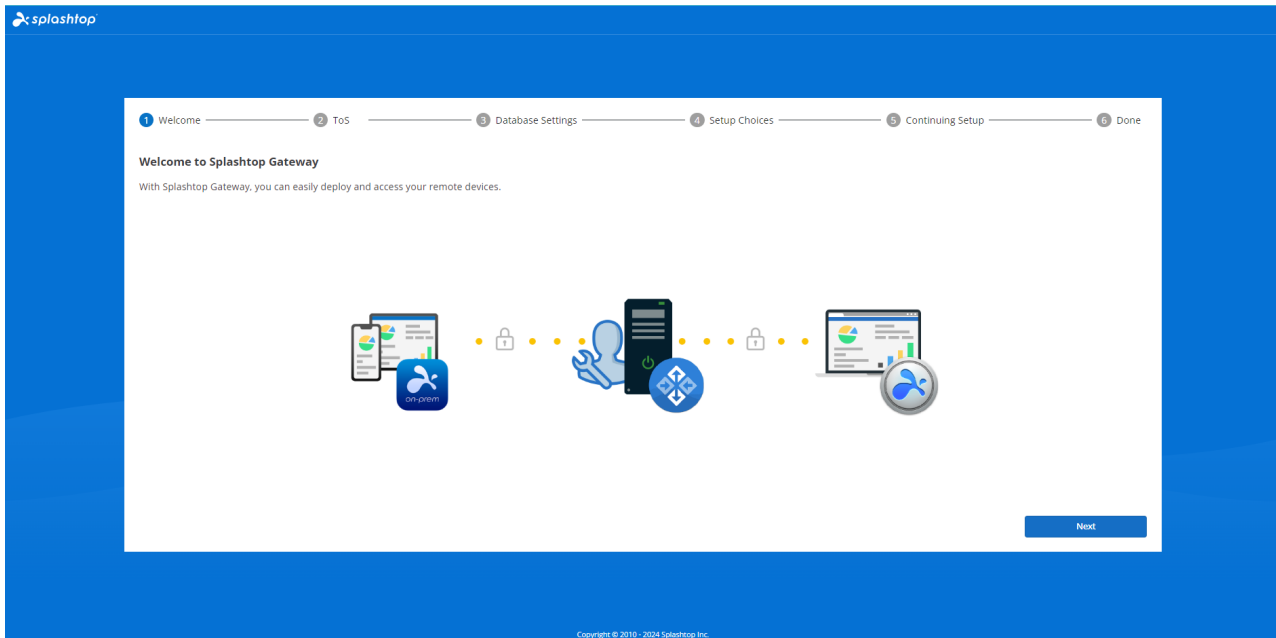 splashtop
1 Welcome 2 ToS 3 Database Settings 4 Setup Choices 5 Continuing Setup 6 Done
Welcome to Splashtop Gateway
With Splashtop Gateway, you can easily deploy and access your remote devices.
on-prem
Next
Copyright © 2010 - 2024 Splashtop Inc.